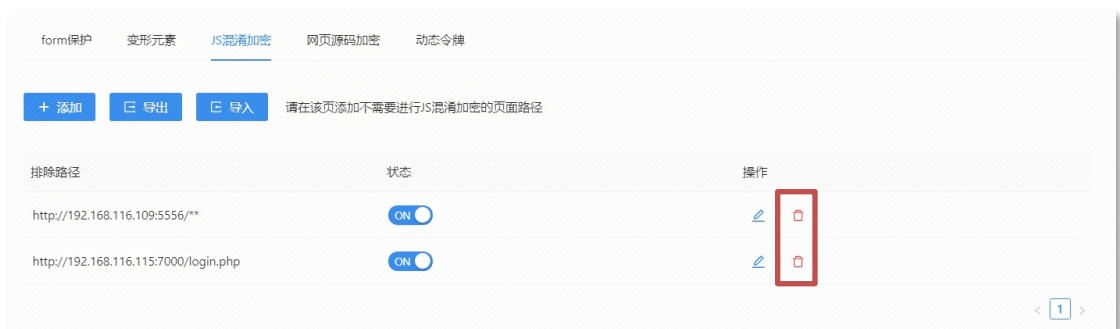 form保护 变形元素 JS混淆加密 网页源码加密 动态令牌
+ 添加 导出 导入 请在该页添加不需要进行JS混淆加密的页面路径
排除路径 状态 操作
http://192.168.116.109:5556/** ON
http://192.168.116.115:7000/login.php ON
< 1 >